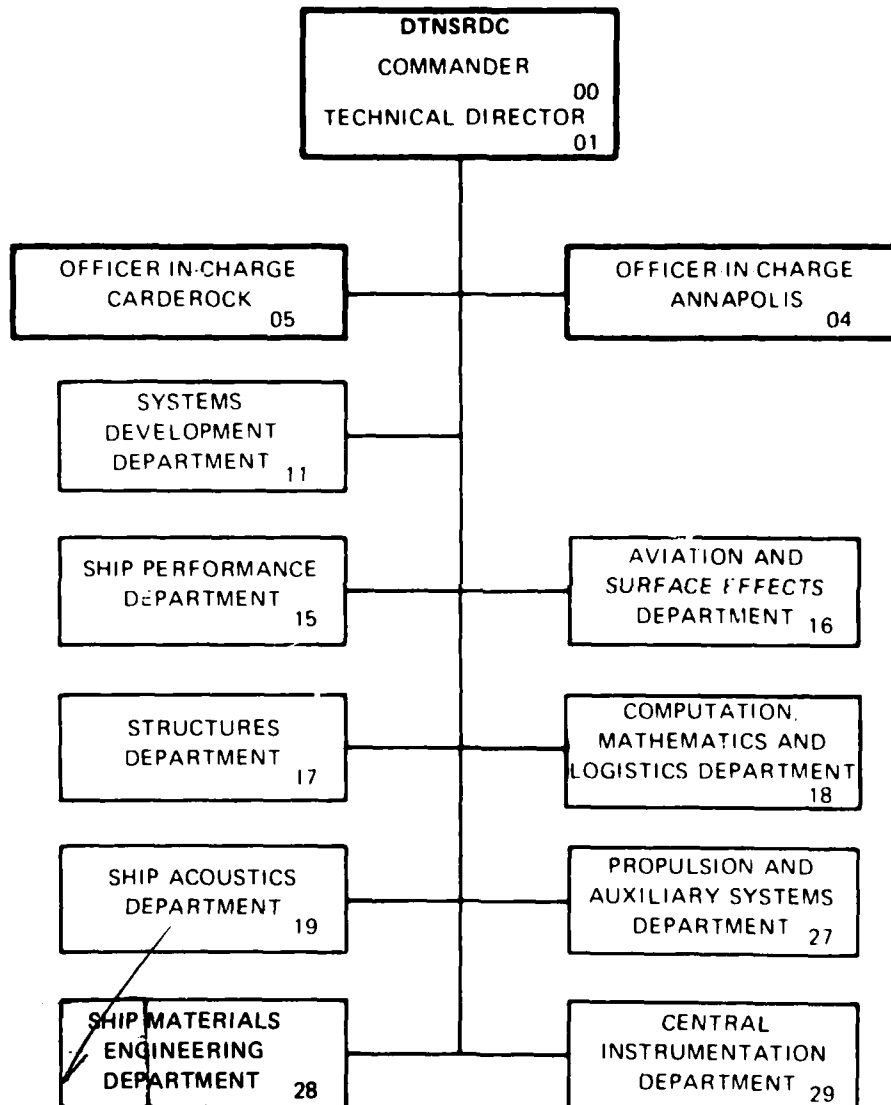 DTNSRDC
COMMANDER
00
TECHNICAL DIRECTOR
01
OFFICER-IN-CHARGE
CARDEROCK
05
OFFICER-IN-CHARGE
ANNAPOLIS
04
SYSTEMS
DEVELOPMENT
DEPARTMENT
11
SHIP PERFORMANCE
DEPARTMENT
15
AVIATION AND
SURFACE EFFECTS
DEPARTMENT
16
STRUCTURES
DEPARTMENT
17
COMPUTATION,
MATHEMATICS AND
LOGISTICS DEPARTMENT
18
SHIP ACOUSTICS
DEPARTMENT
19
PROPULSION AND
AUXILIARY SYSTEMS
DEPARTMENT
27
SHIP MATERIALS
ENGINEERING
DEPARTMENT
28
CENTRAL
INSTRUMENTATION
DEPARTMENT
29